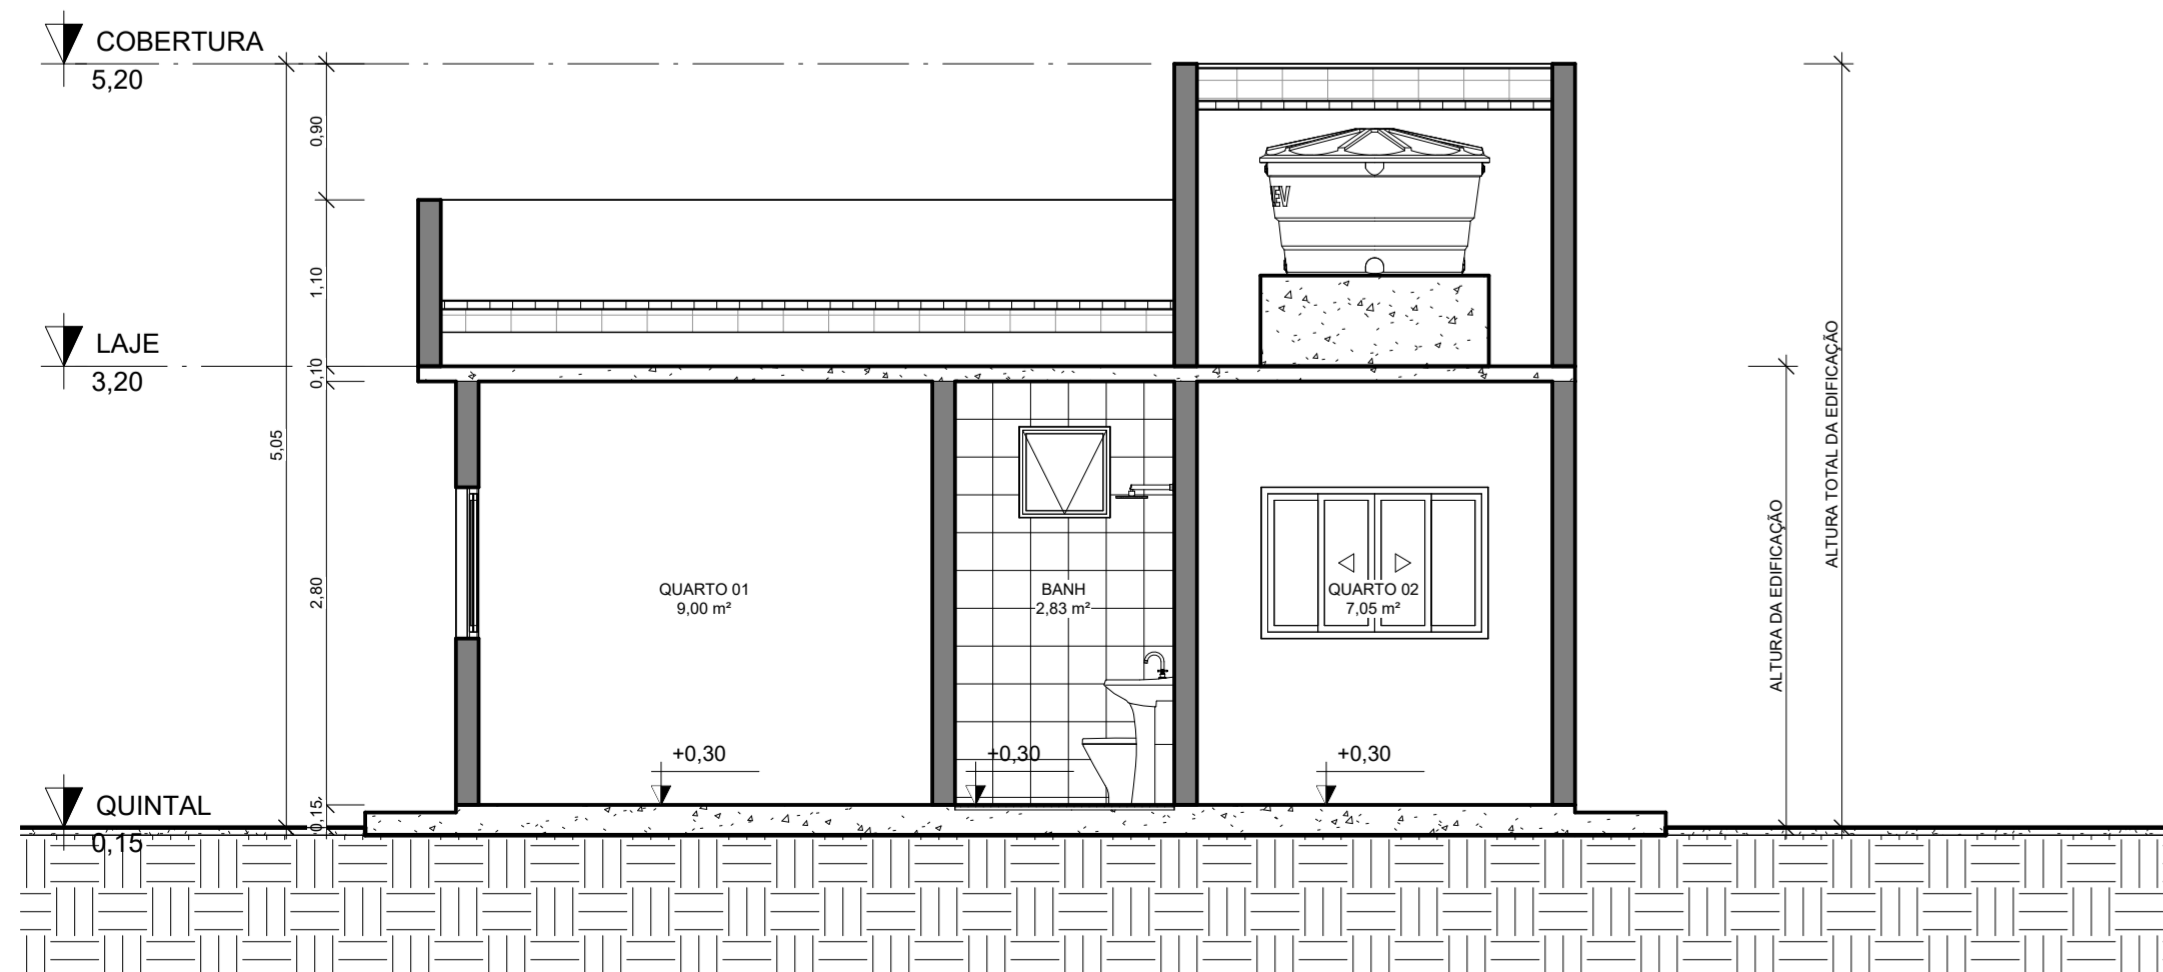 COBERTURA
5,20
0,90
1,10
LAJE
3,20
0,10
5,05
2,80
QUARTO 01
9,00 m²
BANH
2,83 m²
QUARTO 02
7,05 m²
EV
ALTURA DA EDIFICAÇÃO
ALTURA TOTAL DA EDIFICAÇÃO
+0,30
+0,30
+0,30
QUINTAL
0,15
0,15